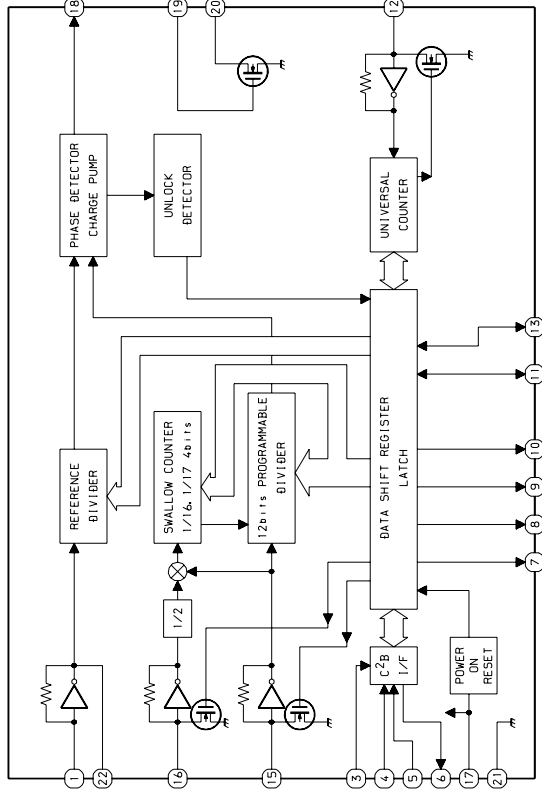 18
19
20
12
PHASE DETECTOR
CHARGE PUMP
UNLOCK
DETECTOR
UNIVERSAL
COUNTER
REFERENCE
DIVIDER
SWALLOW COUNTER
1/16, 1/17 4bits
12bits PROGRAMMABLE
DIVIDER
DATA SHIFT REGISTER
LATCH
1/2
C²B
I/F
POWER
ON
RESET
13
11
10
9
8
7
1
22
16
15
3
4
5
6
17
21